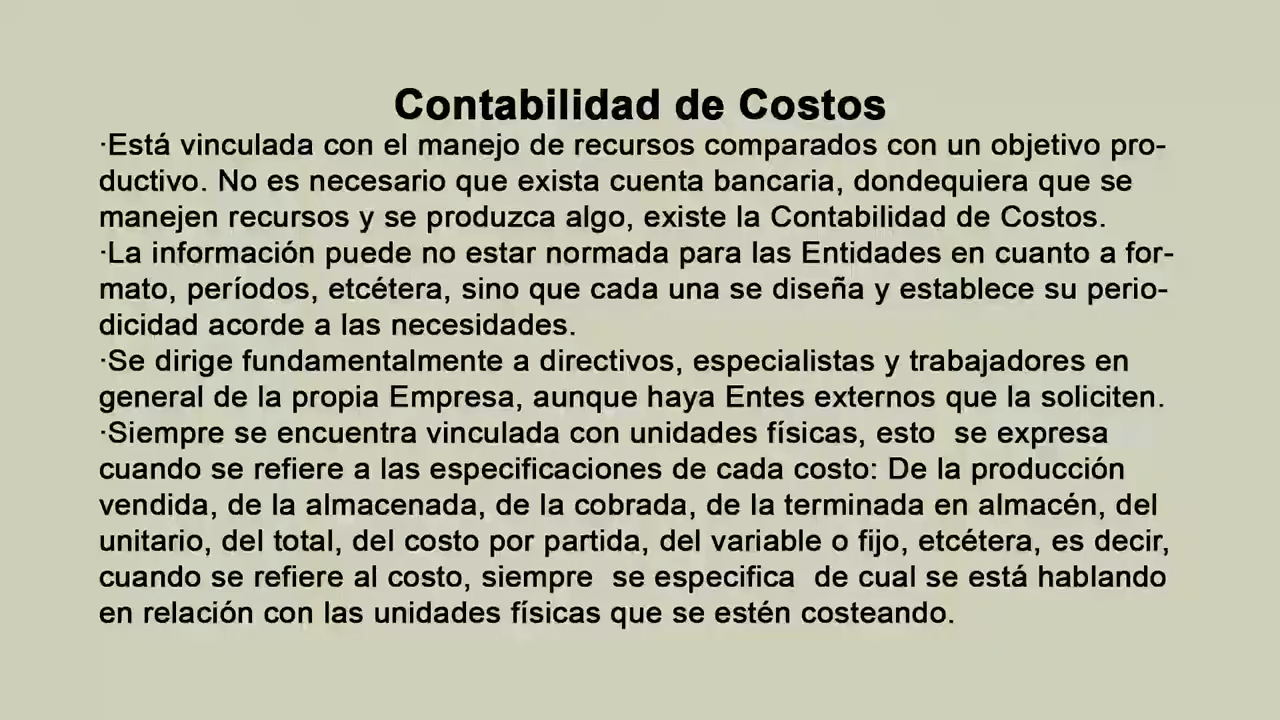 Contabilidad de Costos
·Está vinculada con el manejo de recursos comparados con un objetivo pro-
ductivo. No es necesario que exista cuenta bancaria, dondequiera que se
manejen recursos y se produzca algo, existe la Contabilidad de Costos.
·La información puede no estar normada para las Entidades en cuanto a for-
mato, períodos, etcétera, sino que cada una se diseña y establece su perio-
dicidad acorde a las necesidades.
·Se dirige fundamentalmente a directivos, especialistas y trabajadores en
general de la propia Empresa, aunque haya Entes externos que la soliciten.
·Siempre se encuentra vinculada con unidades físicas, esto  se expresa
cuando se refiere a las especificaciones de cada costo: De la producción
vendida, de la almacenada, de la cobrada, de la terminada en almacén, del
unitario, del total, del costo por partida, del variable o fijo, etcétera, es decir,
cuando se refiere al costo, siempre  se especifica  de cual se está hablando
en relación con las unidades físicas que se estén costeando.